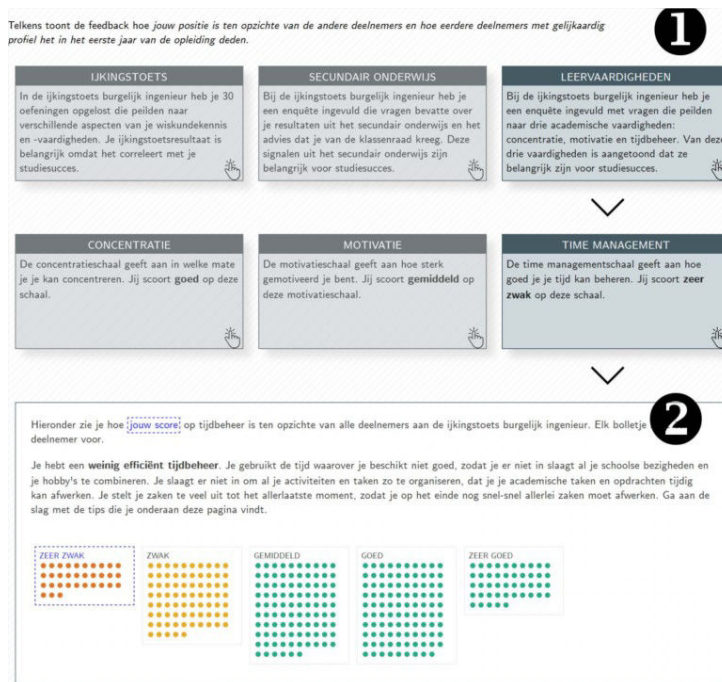 Telkens toont de feedback hoe jouw positie is ten opzichte van de andere deelnemers en hoe eerdere deelnemers met gelijkaardig
profiel het in het eerste jaar van de opleiding deden.
1
IJKINGSTOETS
In de ijkingstoets burgelijk ingenieur heb je 30
oefeningen opgelost die peilden naar
verschillende aspecten van je wiskundekennis
en -vaardigheden. Je ijkingstoetsresultaat is
belangrijk omdat het correleert met je
studiesucces.
SECUNDAIR ONDERWIJS
Bij de ijkingstoets burgelijk ingenieur heb je
een enquête ingevuld die vragen bevatte over
je resultaten uit het secundair onderwijs en het
advies dat je van de klassenraad kreeg. Deze
signalen uit het secundair onderwijs zijn
belangrijk voor studiesucces.
LEERVAARDIGHEDEN
Bij de ijkingstoets burgelijk ingenieur heb je
een enquête ingevuld met vragen die peilden
naar drie academische vaardigheden:
concentratie, motivatie en tijdbeheer. Van deze
drie vaardigheden is aangetoond dat ze
belangrijk zijn voor studiesucces.
CONCENTRATIE
De concentratieschaal geeft aan in welke mate
je je kan concentreren. Jij scoort goed op deze
schaal.
MOTIVATIE
De motivatieschaal geeft aan hoe sterk
gemotiveerd je bent. Jij scoort gemiddeld op
deze motivatieschaal.
TIME MANAGEMENT
De time managementschaal geeft aan hoe
goed je je tijd kan beheren. Jij scoort zeer
zwak op deze schaal.
2
Hieronder zie je hoe jouw score op tijdbeheer is ten opzichte van alle deelnemers aan de ijkingstoets burgelijk ingenieur. Elk bolletje
deelnemer voor.
Je hebt een weinig efficiënt tijdbeheer. Je gebruikt de tijd waarover je beschikt niet goed, zodat je er niet in slaagt al je schoolse bezigheden en
je hobby's te combineren. Je slaagt er niet in om al je activiteiten en taken zo te organiseren, dat je je academische taken en opdrachten tijdig
kan afwerken. Je stelt je zaken te veel uit tot het allerlaatste moment, zodat je op het einde nog snel-snel allerlei zaken moet afwerken. Ga aan de
slag met de tips die je onderaan deze pagina vindt.
ZEER ZWAK
ZWAK
GEMIDDELD
GOED
ZEER GOED